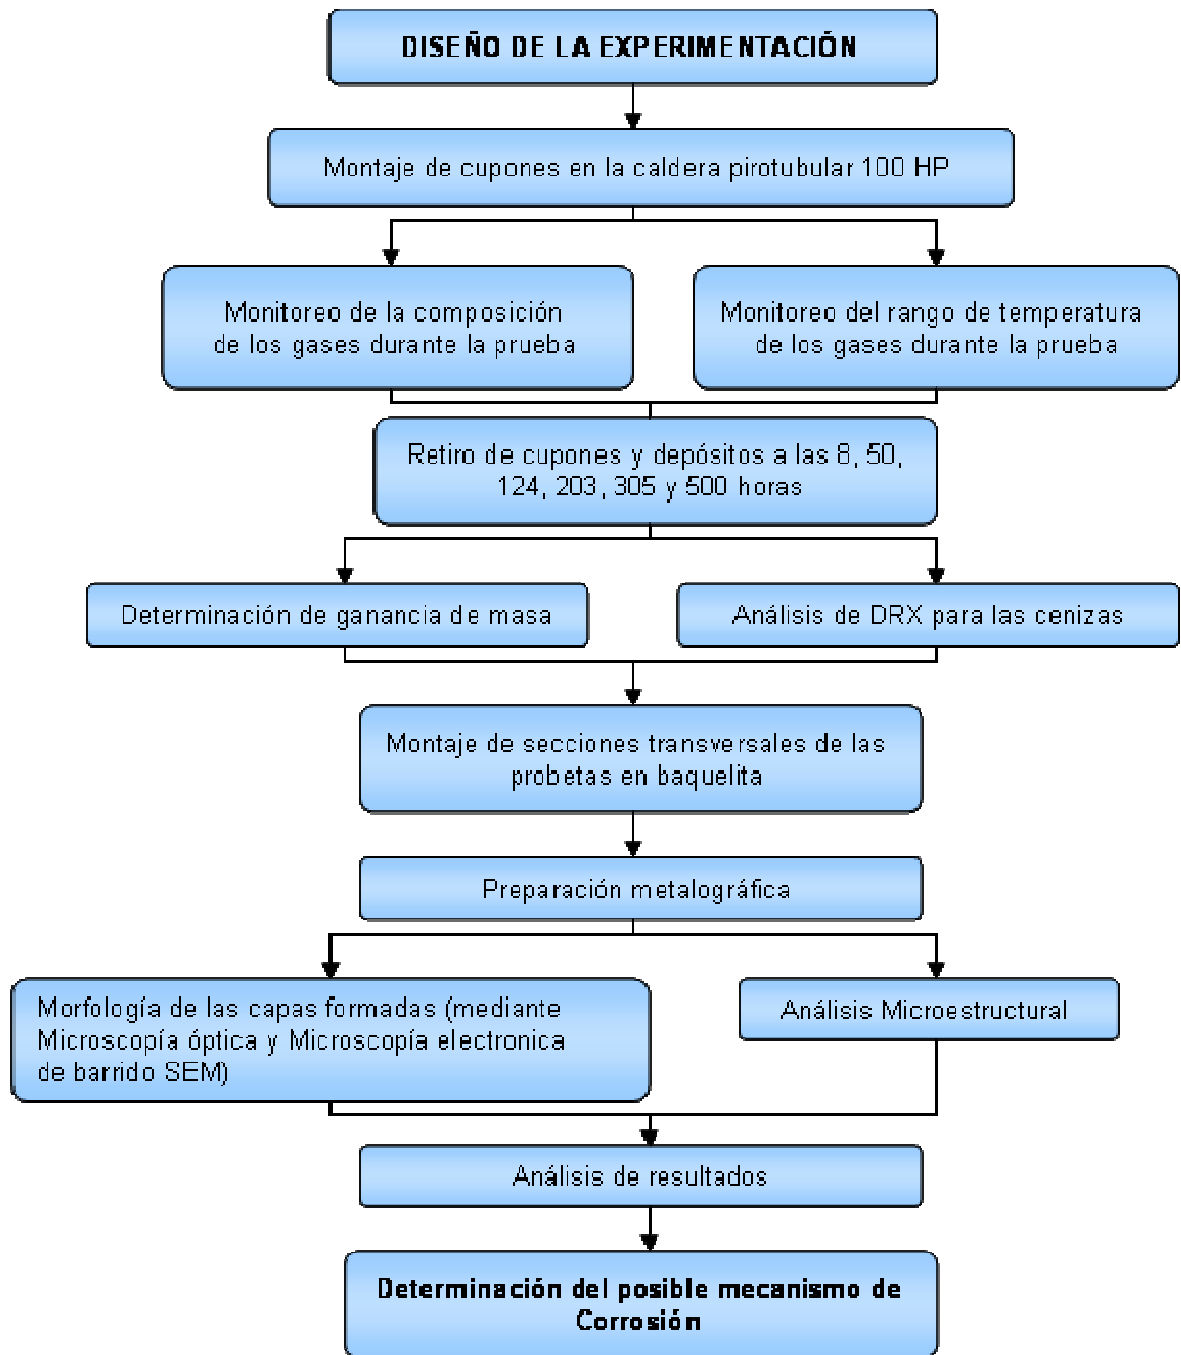 DISEÑO DE LA EXPERIMENTACIÓN
Montaje de cupones en la caldera pirotubular 100 HP
Monitoreo de la composición
de los gases durante la prueba
Monitoreo del rango de temperatura
de los gases durante la prueba
Retiro de cupones y depósitos a las 8, 50,
124, 203, 305 y 500 horas
Determinación de ganancia de masa
Análisis de DRX para las cenizas
Montaje de secciones transversales de las
probetas en baquelita
Preparación metalográfica
Morfología de las capas formadas (mediante
Microscopía óptica y Microscopía electronica
de barrido SEM)
Análisis Microestructural
Análisis de resultados
Determinación del posible mecanismo de
Corrosión